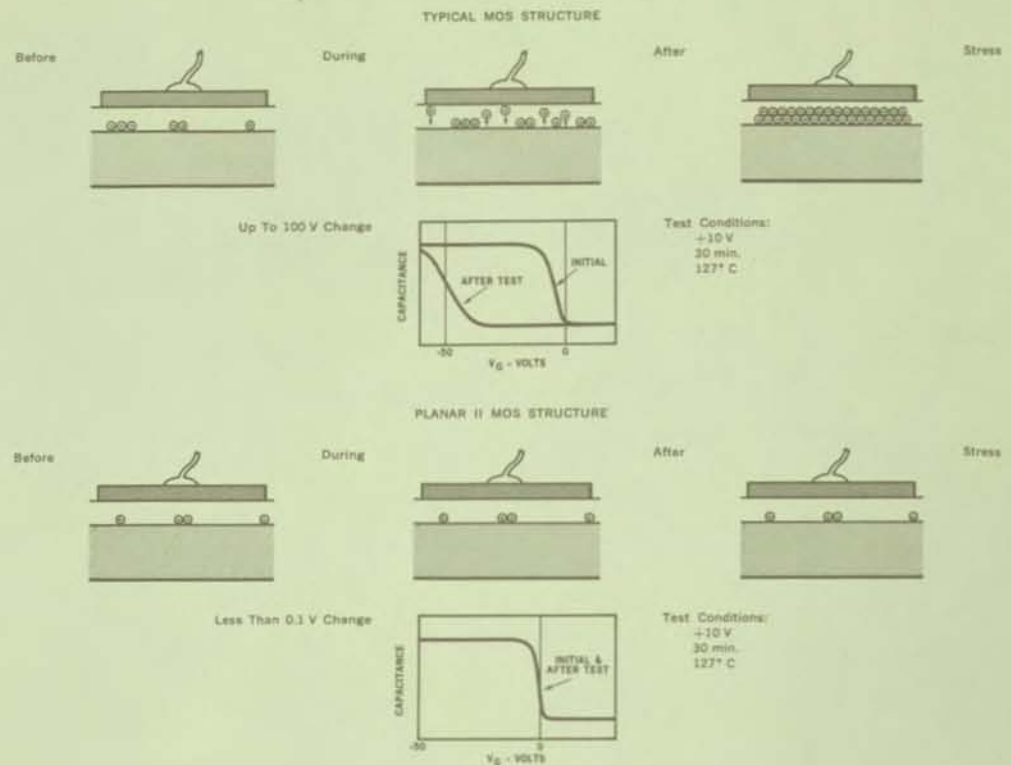 TYPICAL MOS STRUCTURE
Before During After Stress
Up To 100 V Change
CAPACITANCE
INITIAL
AFTER TEST
-50 0
V_G - VOLTS
Test Conditions:
+10 V
30 min.
127° C
PLANAR II MOS STRUCTURE
Before During After Stress
Less Than 0.1 V Change
CAPACITANCE
INITIAL &
AFTER TEST
-50 0
V_G - VOLTS
Test Conditions:
+10 V
30 min.
127° C